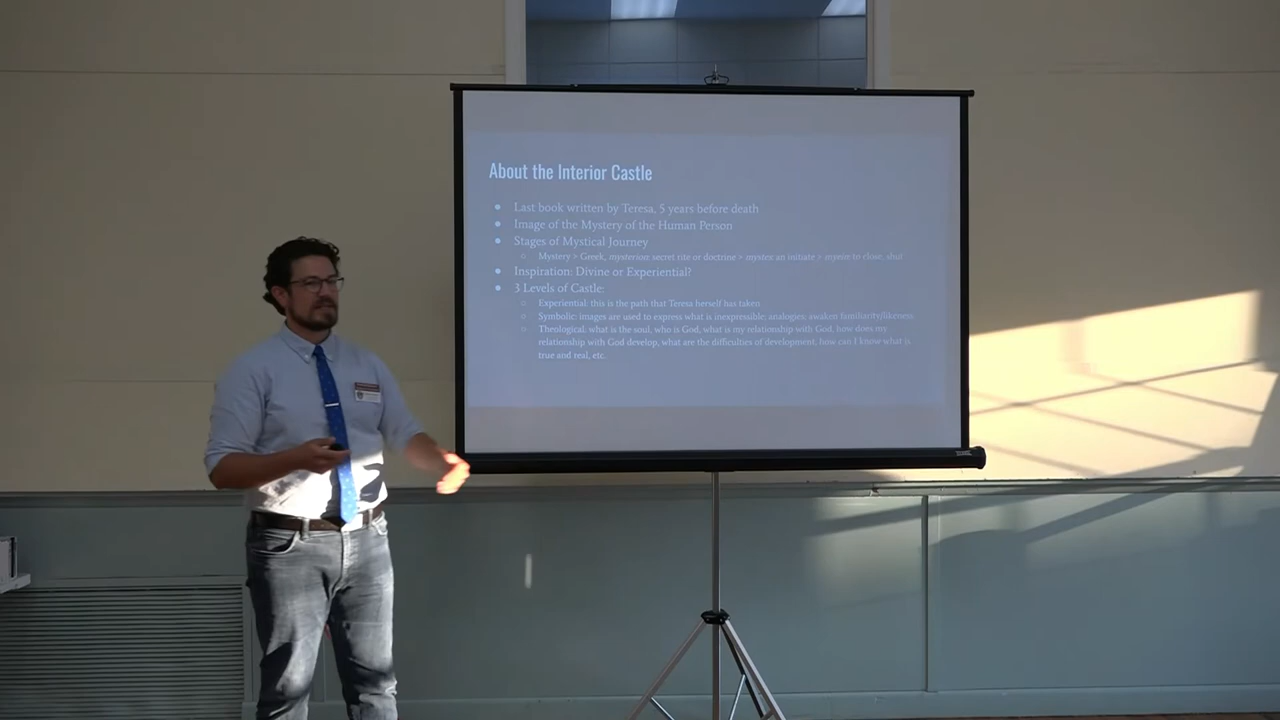 About the Interior Castle
Last book written by Teresa, 5 years before death
Image of the Mystery of the Human Person
Stages of Mystical Journey
Mystery > Greek, mysterion: secret rite or doctrine > mystes: an initiate > myein: to close, shut
Inspiration: Divine or Experiential?
3 Levels of Castle:
Experiential: this is the path that Teresa herself has taken
Symbolic: images are used to express what is inexpressible; analogies; awaken familiarity/likeness
Theological: what is the soul, who is God, what is my relationship with God, how does my
relationship with God develop, what are the difficulties of development, how can I know what is
true and real, etc.